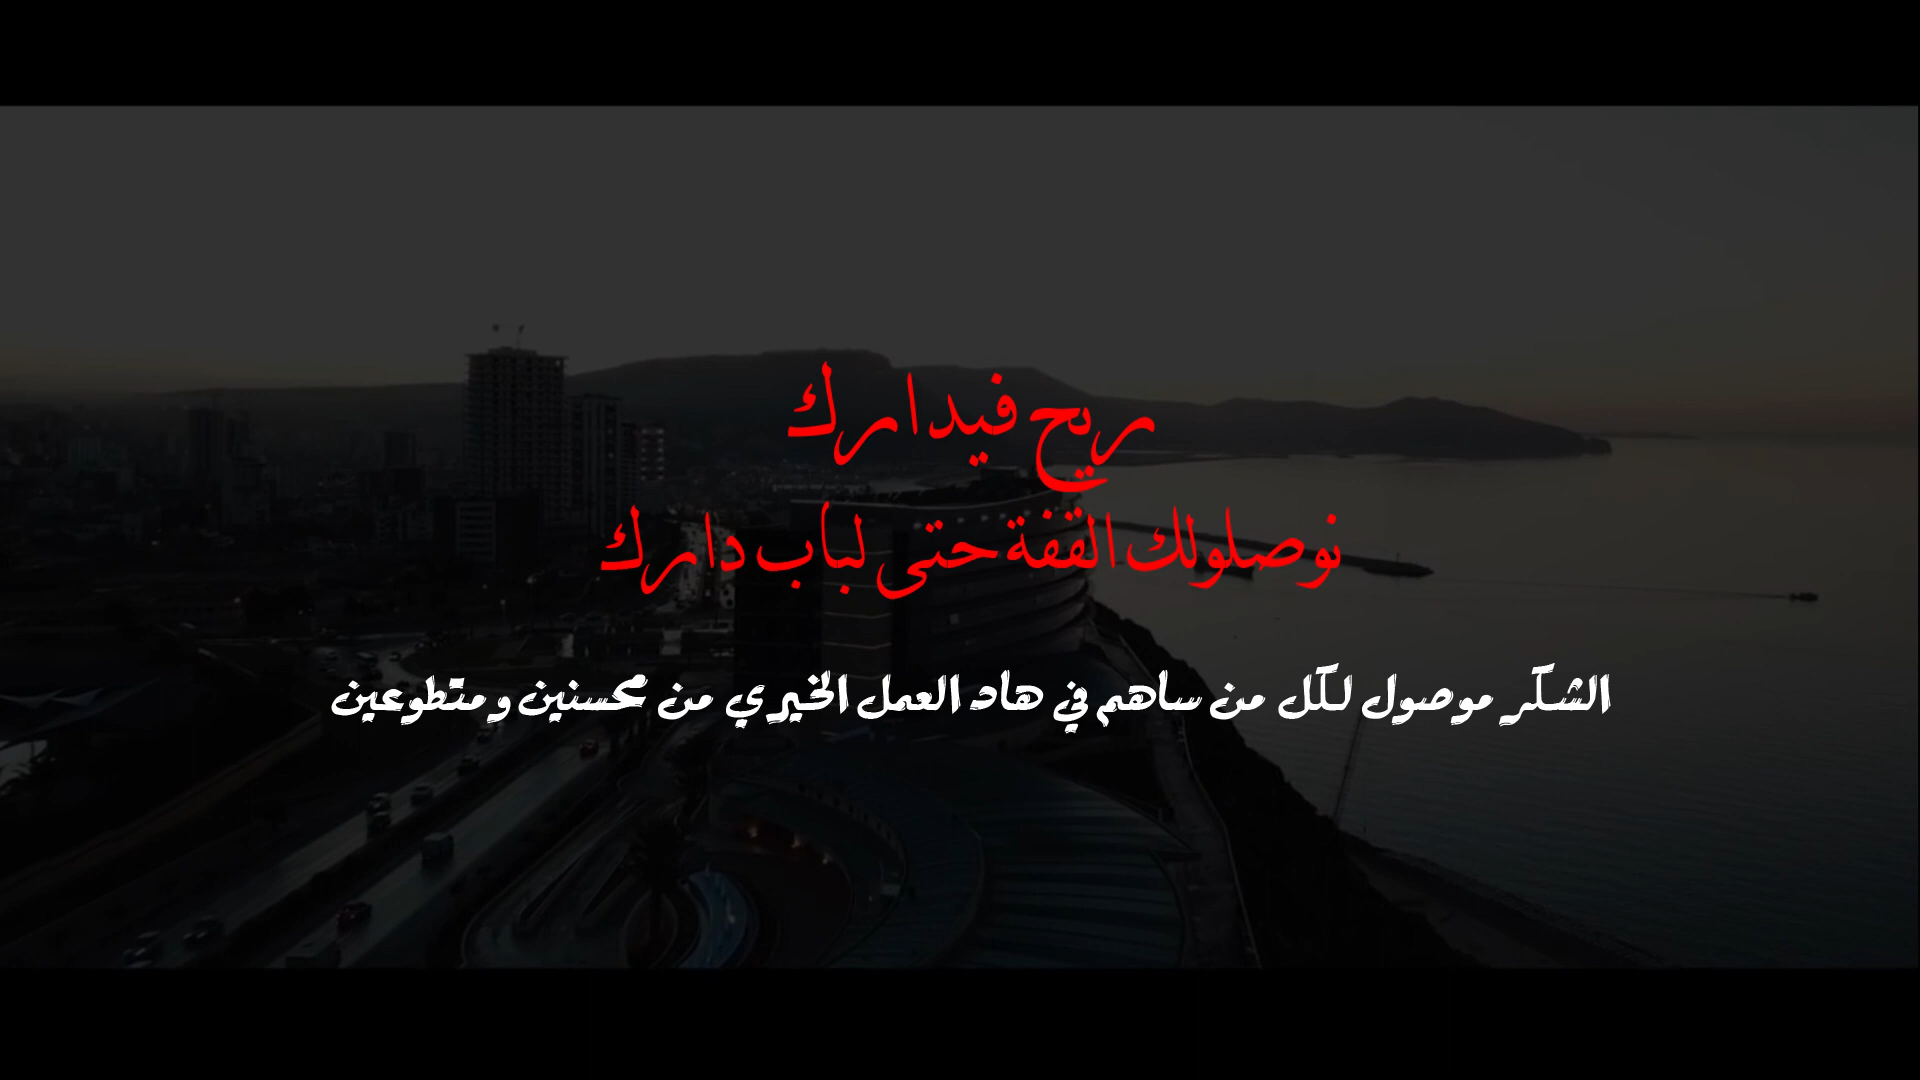 ريح فيدارك
نوصلولك القفة حتى لباب دارك
الشكر موصول لكل من ساهم في هاد العمل الخيري من محسنين ومتطوعين